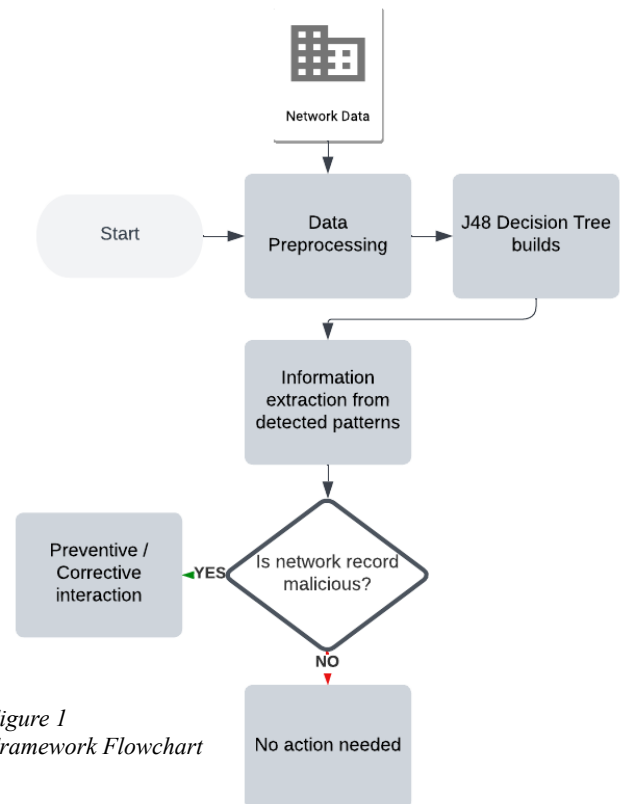 Network Data
Start
Data
Preprocessing
J48 Decision Tree
builds
Information
extraction from
detected patterns
Is network record
malicious?
YES
Preventive /
Corrective
interaction
NO
No action needed
igure 1
ramework Flowchart